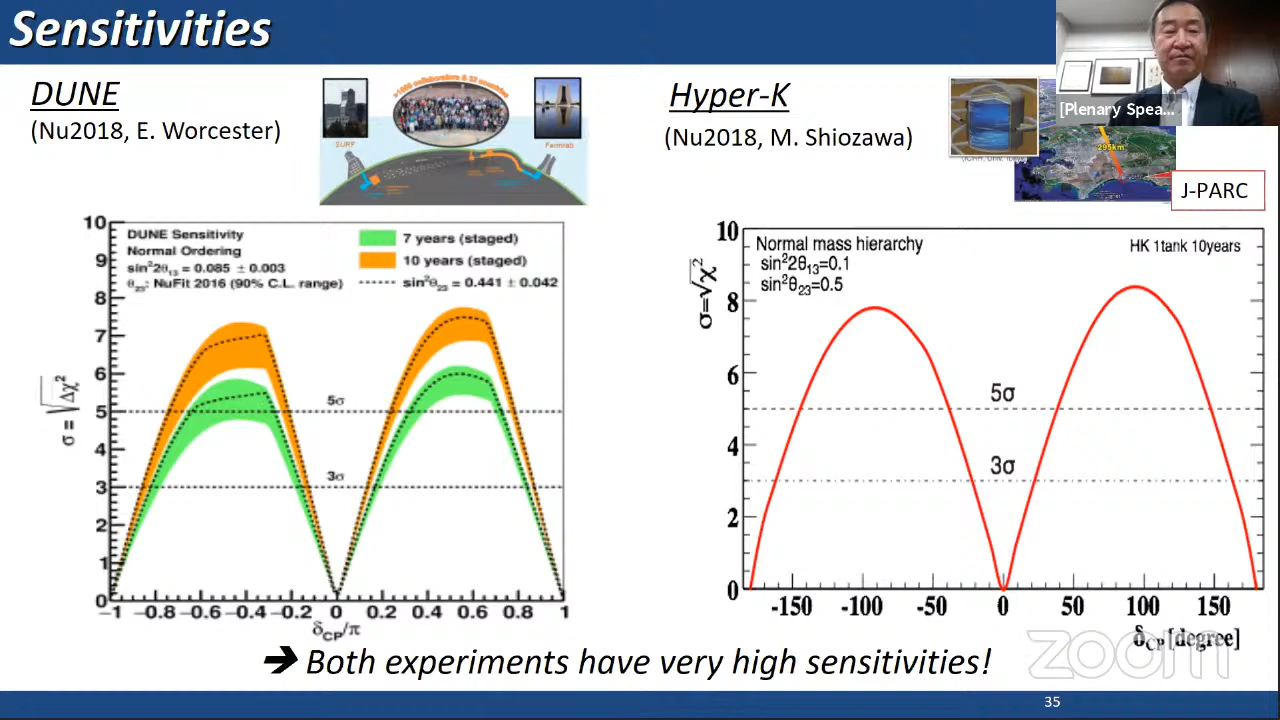 Sensitivities
[Plenary Spea...
DUNE
(Nu2018, E. Worcester)
>1000 collaborators & 32 countries
SURF
Fermilab
Hyper-K
(Nu2018, M. Shiozawa)
295km
J-PARC
DUNE Sensitivity
Normal Ordering
sin²2θ₁₃ = 0.085 ± 0.003
θ₂₃: NuFit 2016 (90% C.L. range)
7 years (staged)
10 years (staged)
sin²θ₂₃ = 0.441 ± 0.042
10
9
8
7
6
5
4
3
2
1
0
σ = √Δχ²
5σ
3σ
−1 −0.8 −0.6 −0.4 −0.2 0 0.2 0.4 0.6 0.8 1
δCP/π
Normal mass hierarchy
sin²2θ₁₃=0.1
sin²θ₂₃=0.5
HK 1tank 10years
10
8
6
4
2
0
σ=√χ²
5σ
3σ
-150 -100 -50 0 50 100 150
δCP[degree]
➔ Both experiments have very high sensitivities!
zoom
35